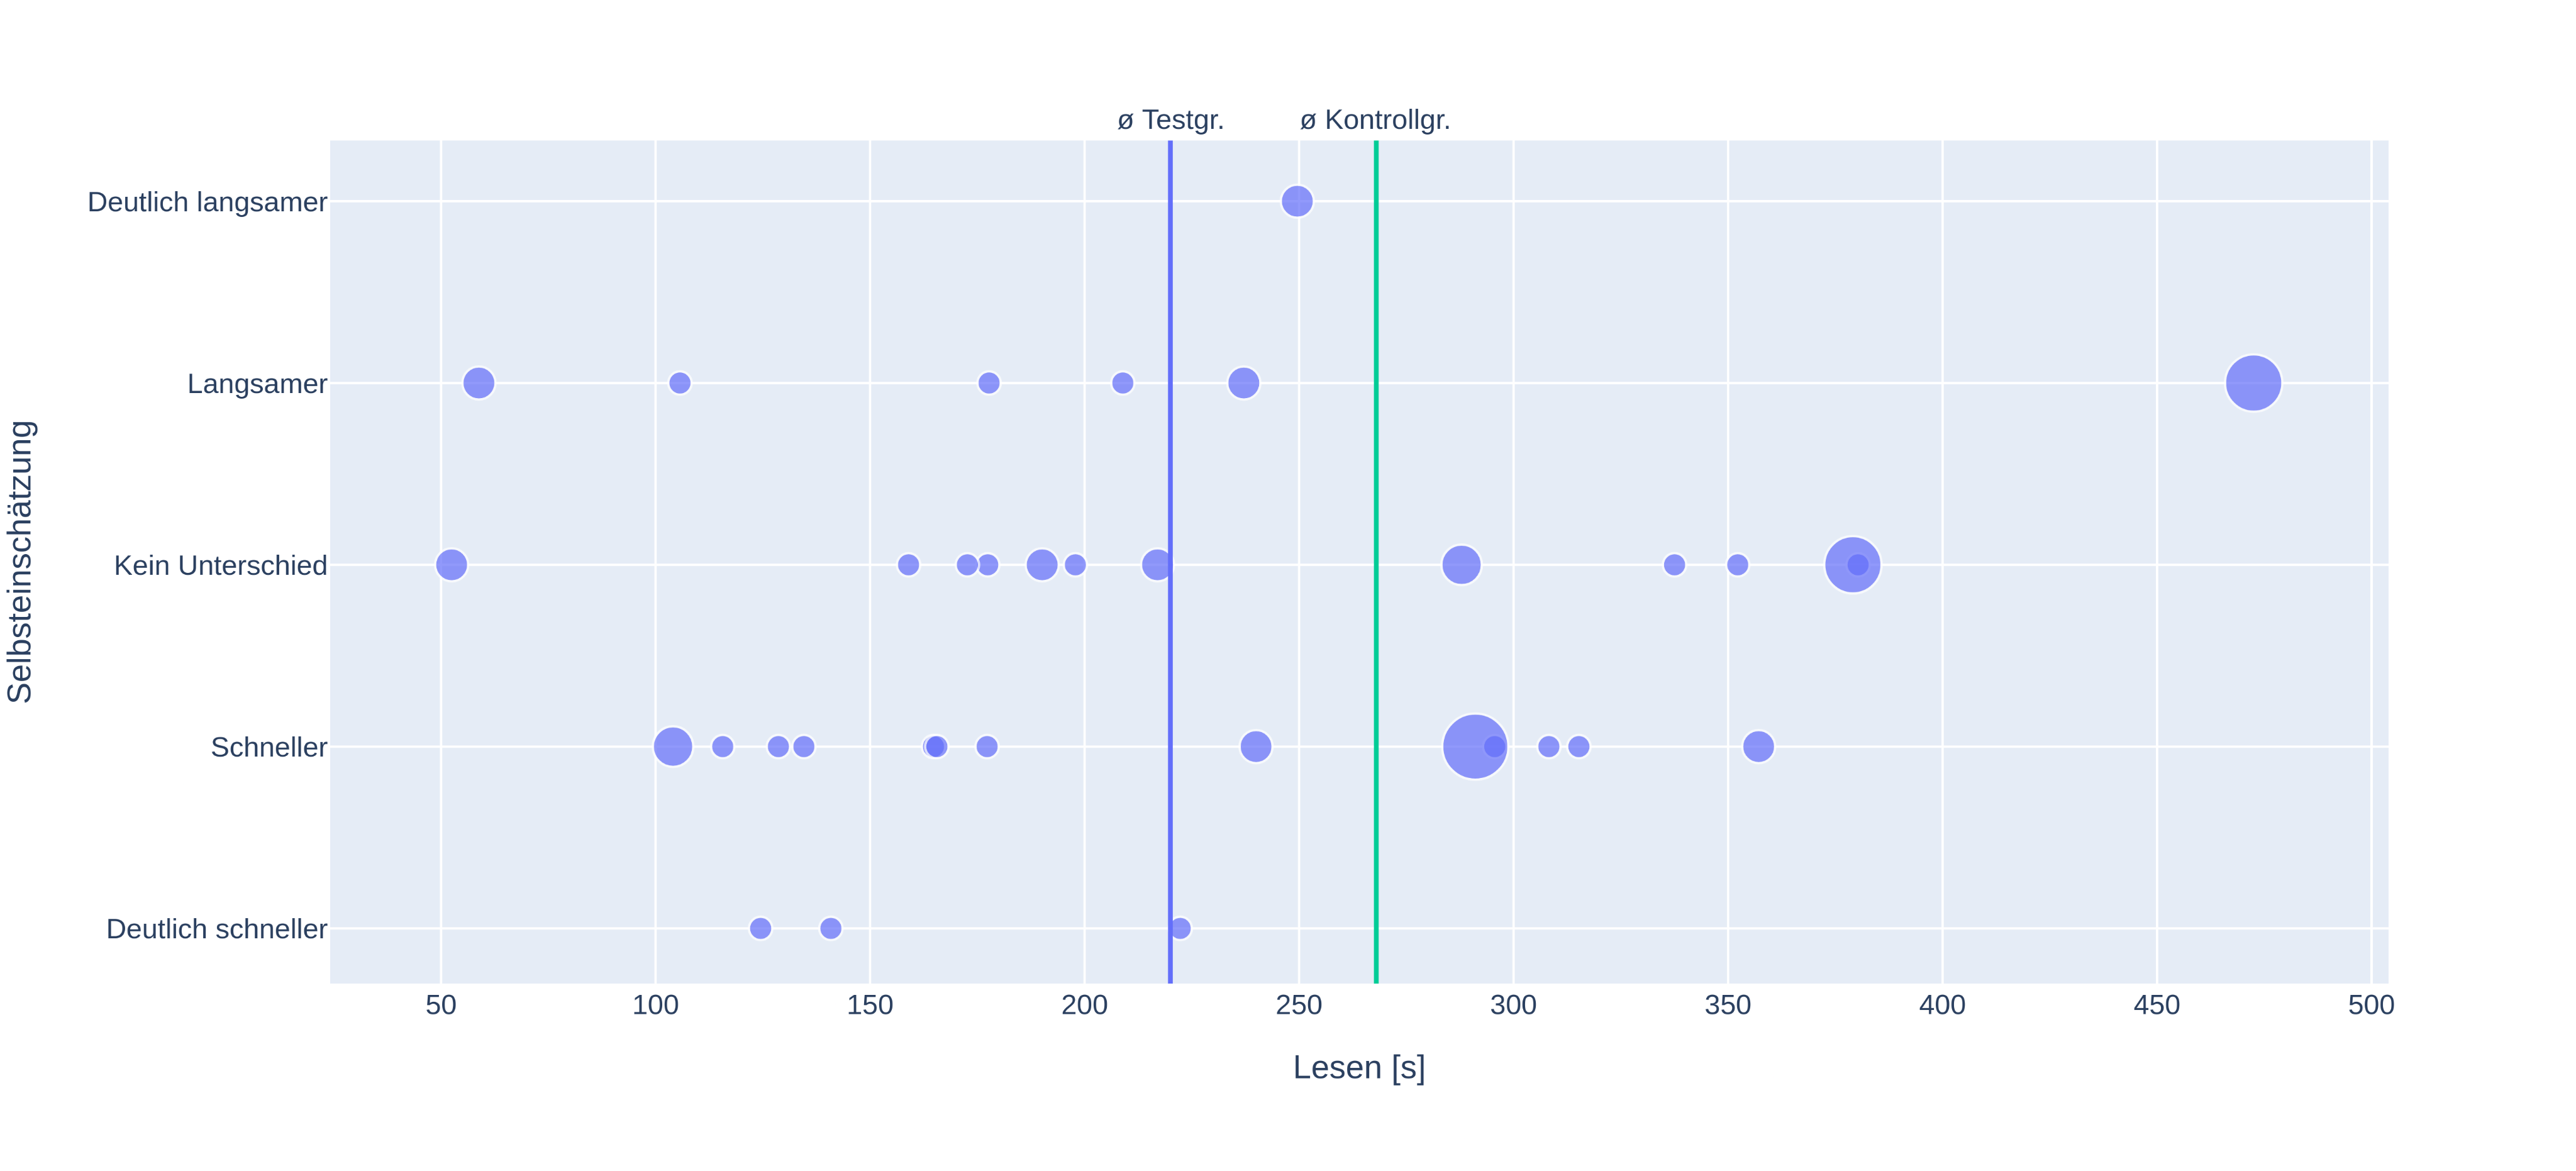 ø Testgr.
ø Kontrollgr.
Deutlich langsamer
Langsamer
Kein Unterschied
Schneller
Deutlich schneller
Selbsteinschätzung
50 100 150 200 250 300 350 400 450 500
Lesen [s]